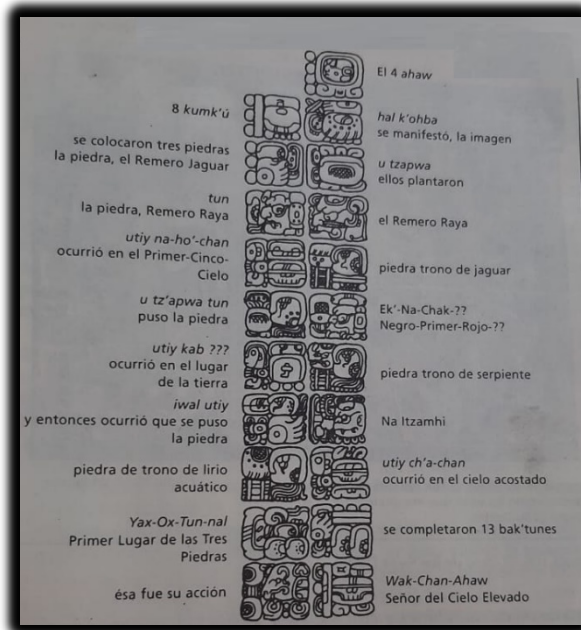 El 4 ahaw
8 kumk'ú
hal k'ohba
se manifestó, la imagen
se colocaron tres piedras
la piedra, el Remero Jaguar
u tzapwa
ellos plantaron
tun
la piedra, Remero Raya
el Remero Raya
utiy na-ho'-chan
ocurrió en el Primer-Cinco-
Cielo
piedra trono de jaguar
u tz'apwa tun
puso la piedra
Ek'-Na-Chak-??
Negro-Primer-Rojo-??
utiy kab ???
ocurrió en el lugar
de la tierra
piedra trono de serpiente
iwal utiy
y entonces ocurrió que se puso
la piedra
Na Itzamhi
piedra de trono de lirio
acuático
utiy ch'a-chan
ocurrió en el cielo acostado
Yax-Ox-Tun-nal
Primer Lugar de las Tres
Piedras
se completaron 13 bak'tunes
ésa fue su acción
Wak-Chan-Ahaw
Señor del Cielo Elevado